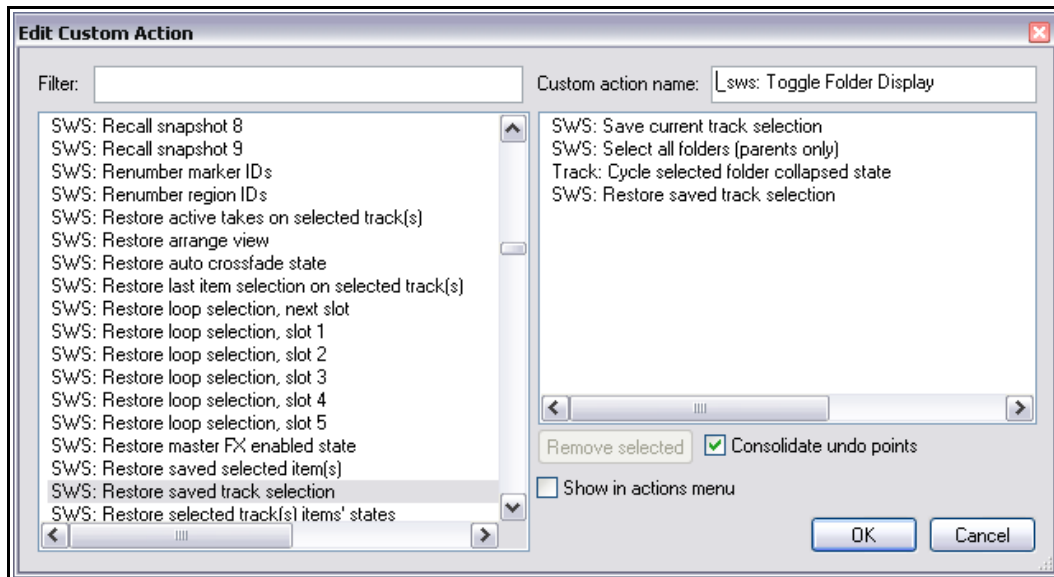 Edit Custom Action
Filter:
Custom action name: _sws: Toggle Folder Display
SWS: Recall snapshot 8
SWS: Recall snapshot 9
SWS: Renumber marker IDs
SWS: Renumber region IDs
SWS: Restore active takes on selected track(s)
SWS: Restore arrange view
SWS: Restore auto crossfade state
SWS: Restore last item selection on selected track(s)
SWS: Restore loop selection, next slot
SWS: Restore loop selection, slot 1
SWS: Restore loop selection, slot 2
SWS: Restore loop selection, slot 3
SWS: Restore loop selection, slot 4
SWS: Restore loop selection, slot 5
SWS: Restore master FX enabled state
SWS: Restore saved selected item(s)
SWS: Restore saved track selection
SWS: Restore selected track(s) items' states
SWS: Save current track selection
SWS: Select all folders (parents only)
Track: Cycle selected folder collapsed state
SWS: Restore saved track selection
Remove selected
Consolidate undo points
Show in actions menu
OK
Cancel